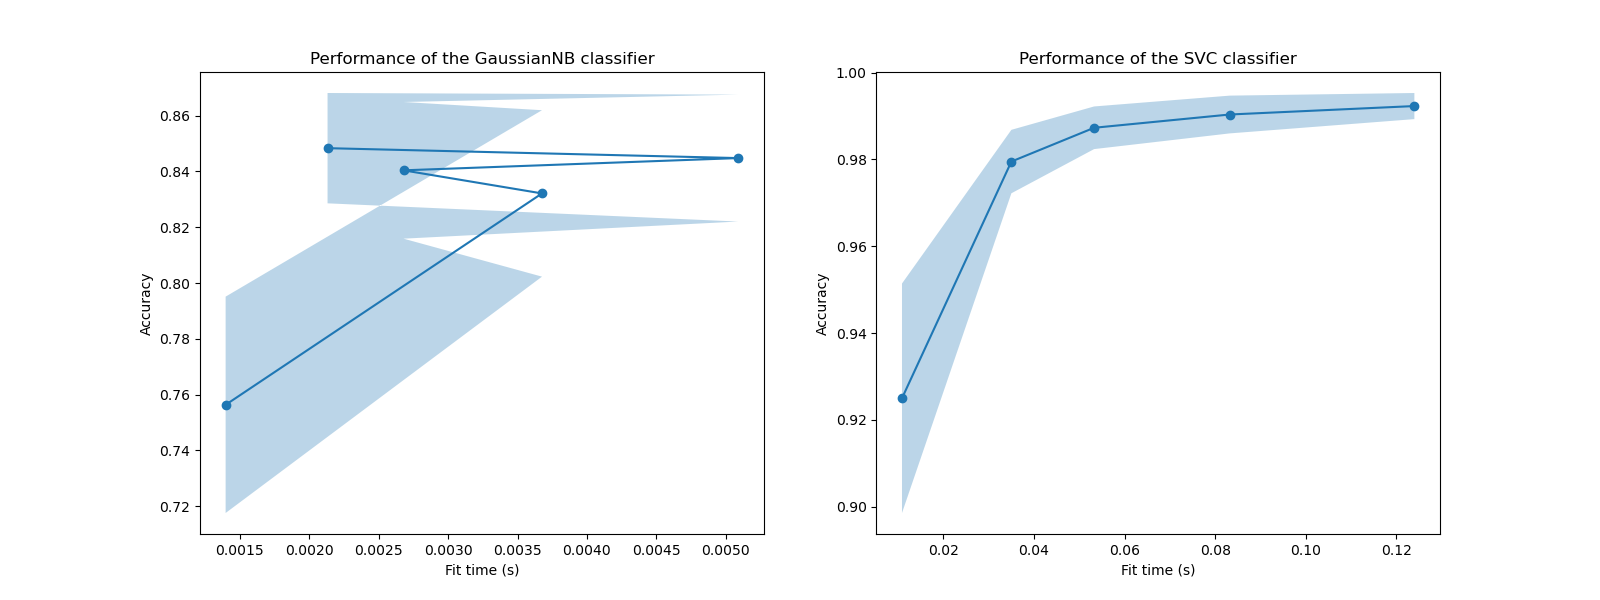 Performance of the GaussianNB classifier
Accuracy
0.86
0.84
0.82
0.80
0.78
0.76
0.74
0.72
0.0015 0.0020 0.0025 0.0030 0.0035 0.0040 0.0045 0.0050
Fit time (s)
Performance of the SVC classifier
Accuracy
1.00
0.98
0.96
0.94
0.92
0.90
0.02 0.04 0.06 0.08 0.10 0.12
Fit time (s)